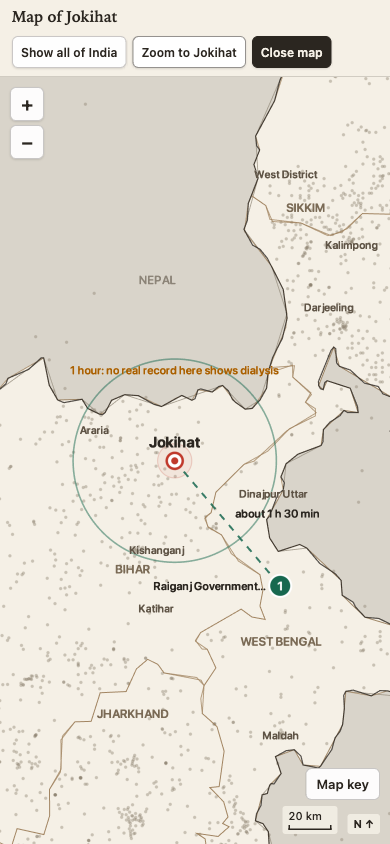 Map of Jokihat
Show all of India
Zoom to Jokihat
Close map
+
−
West District
SIKKIM
Kalimpong
NEPAL
Darjeeling
1 hour: no real record here shows dialysis
Araria
Jokihat
Dinajpur Uttar
about 1 h 30 min
Kishanganj
BIHAR
Raiganj Government...
1
Katihar
WEST BENGAL
JHARKHAND
Maldah
Map key
20 km
N ↑